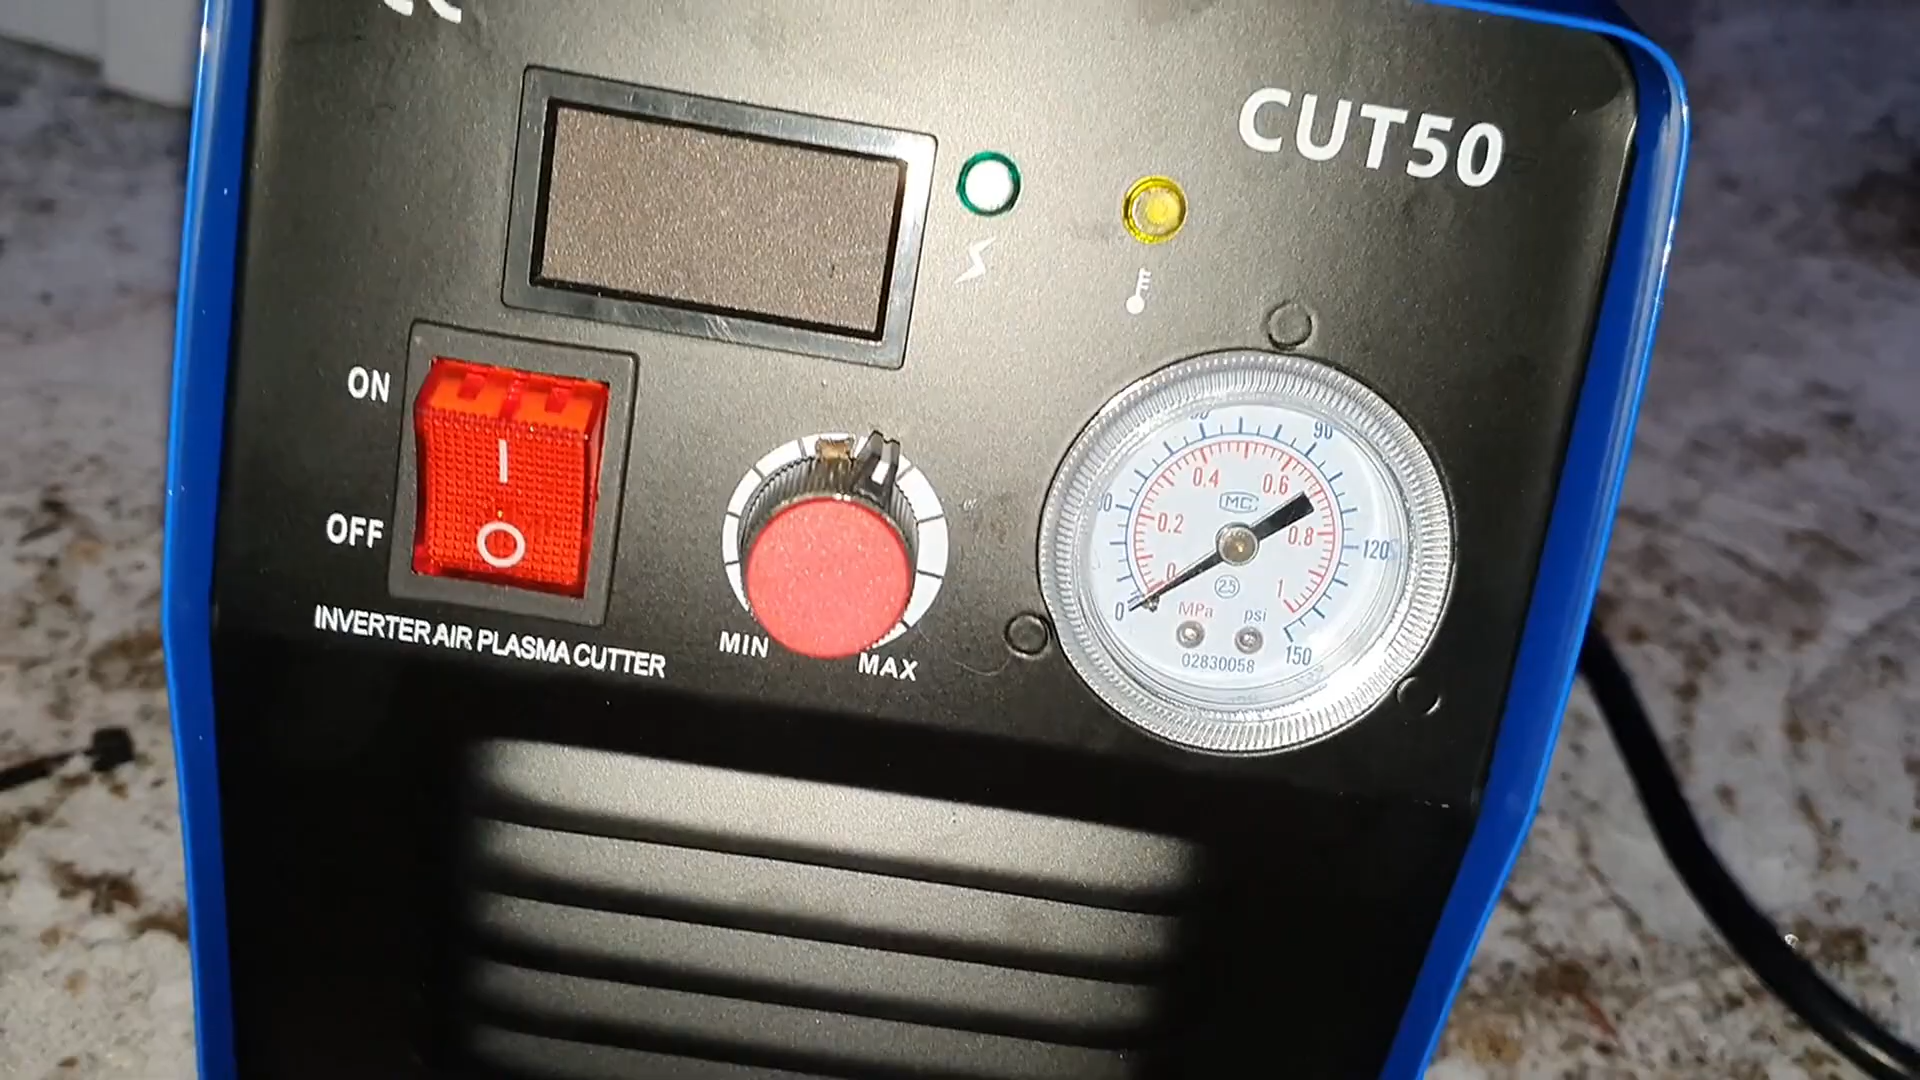 CUT50
ON
OFF
INVERTER AIR PLASMA CUTTER
MIN
MAX
90
0.4
0.6
MC
0.2
0.8
120
0
0
1
2.5
MPa
psi
150
02830058